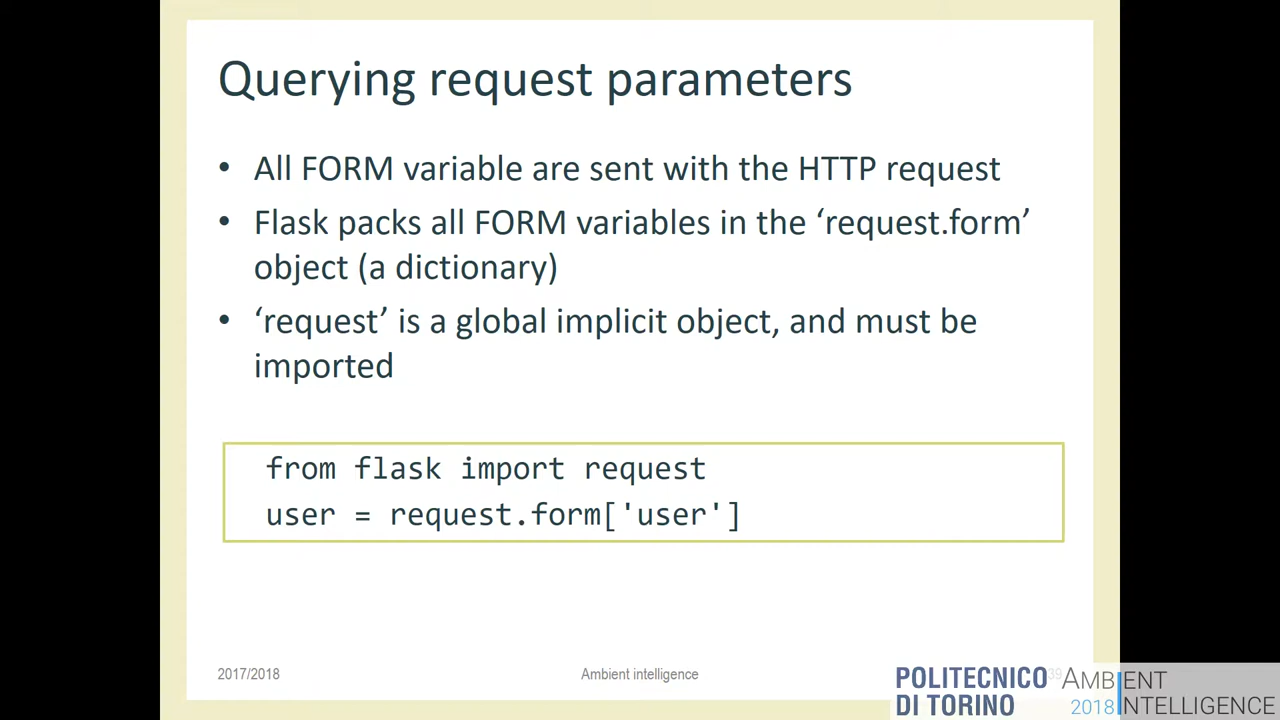 Querying request parameters
• All FORM variable are sent with the HTTP request
• Flask packs all FORM variables in the ‘request.form’
object (a dictionary)
• ‘request’ is a global implicit object, and must be
imported
from flask import request
user = request.form['user']
2017/2018
Ambient intelligence
39
POLITECNICO
DI TORINO
AMBIENT
2018 INTELLIGENCE